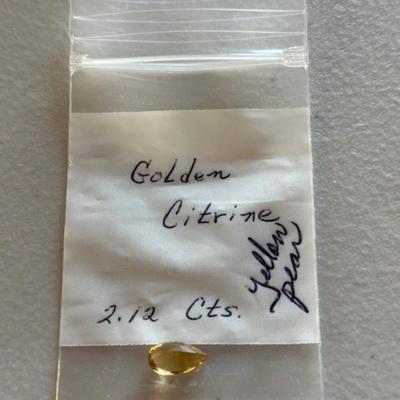 Golden
Citrine
yellow
pear
2.12 Cts.